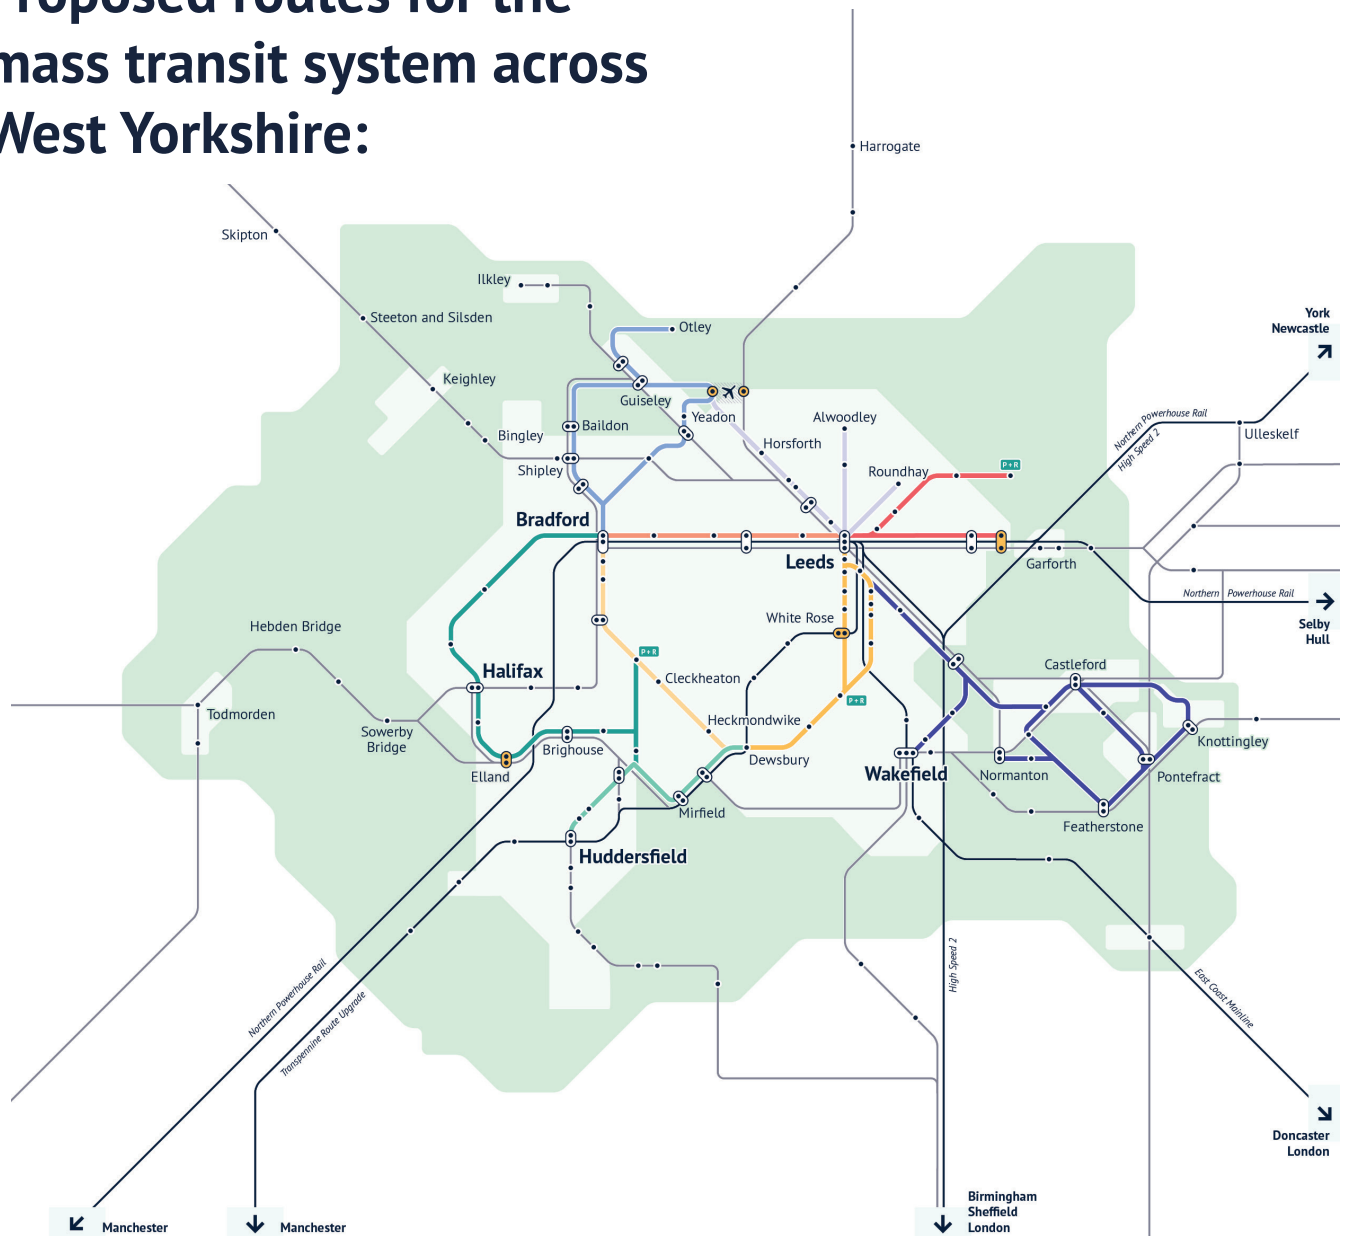 roposed routes for the
mass transit system across
West Yorkshire:
Harrogate
Skipton
Ilkley
Steeton and Silsden
Otley
York
Newcastle
Keighley
Guiseley
Yeadon
Alwoodley
Northern Powerhouse Rail
High Speed 2
Ulleskelf
Bingley
Baildon
Horsforth
Shipley
Roundhay
P+R
Bradford
Leeds
Garforth
Northern Powerhouse Rail
Selby
Hull
White Rose
Hebden Bridge
P+R
Halifax
Cleckheaton
Castleford
P+R
Todmorden
Sowerby
Bridge
Heckmondwike
Brighouse
Dewsbury
Knottingley
Elland
Wakefield
Normanton
Pontefract
Mirfield
Featherstone
Huddersfield
Northern Powerhouse Rail
Transpennine Route Upgrade
High Speed 2
East Coast Mainline
Doncaster
London
Manchester
Manchester
Birmingham
Sheffield
London